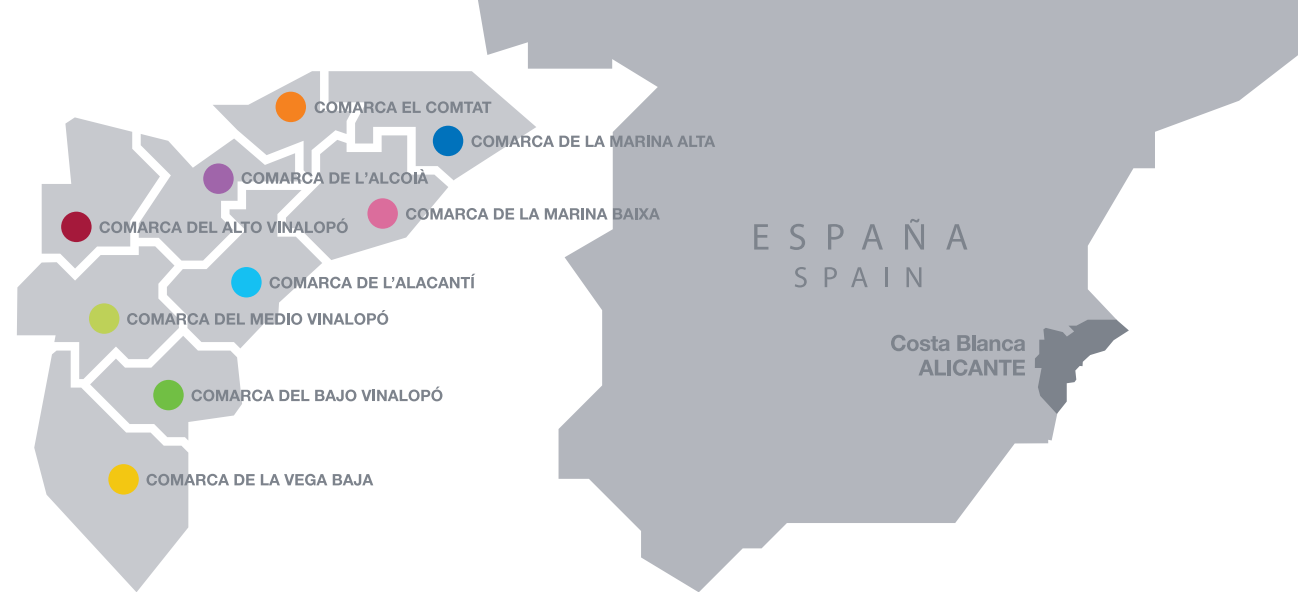 COMARCA EL COMTAT
COMARCA DE LA MARINA ALTA
COMARCA DE L'ALCOIÀ
COMARCA DE LA MARINA BAIXA
COMARCA DEL ALTO VINALOPÓ
COMARCA DE L'ALACANTÍ
COMARCA DEL MEDIO VINALOPÓ
COMARCA DEL BAJO VINALOPÓ
COMARCA DE LA VEGA BAJA
ESPAÑA
SPAIN
Costa Blanca
ALICANTE